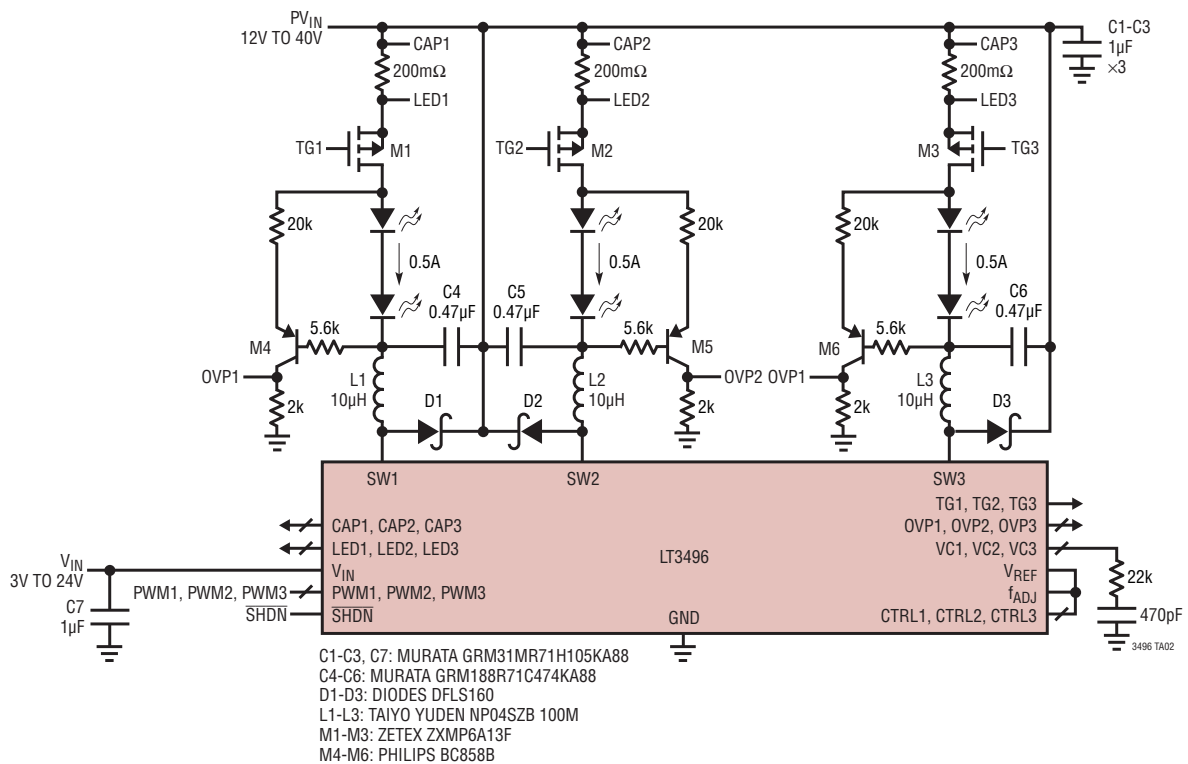 PVIN
12V TO 40V
C1-C3
1µF
×3
CAP1
CAP2
CAP3
200mΩ
200mΩ
200mΩ
LED1
LED2
LED3
TG1
M1
TG2
M2
M3
TG3
20k
20k
20k
0.5A
0.5A
0.5A
C4
0.47µF
C5
0.47µF
C6
0.47µF
M4
5.6k
5.6k
M5
M6
5.6k
OVP1
OVP2
OVP1
2k
L1
10µH
D1
D2
L2
10µH
2k
2k
L3
10µH
D3
SW1
SW2
SW3
TG1, TG2, TG3
CAP1, CAP2, CAP3
OVP1, OVP2, OVP3
LED1, LED2, LED3
LT3496
VC1, VC2, VC3
VIN
3V TO 24V
VIN
VREF
22k
PWM1, PWM2, PWM3
PWM1, PWM2, PWM3
fADJ
C7
1µF
SHDN
SHDN
GND
CTRL1, CTRL2, CTRL3
470pF
3496 TA02
C1-C3, C7: MURATA GRM31MR71H105KA88
C4-C6: MURATA GRM188R71C474KA88
D1-D3: DIODES DFLS160
L1-L3: TAIYO YUDEN NP04SZB 100M
M1-M3: ZETEX ZXMP6A13F
M4-M6: PHILIPS BC858B